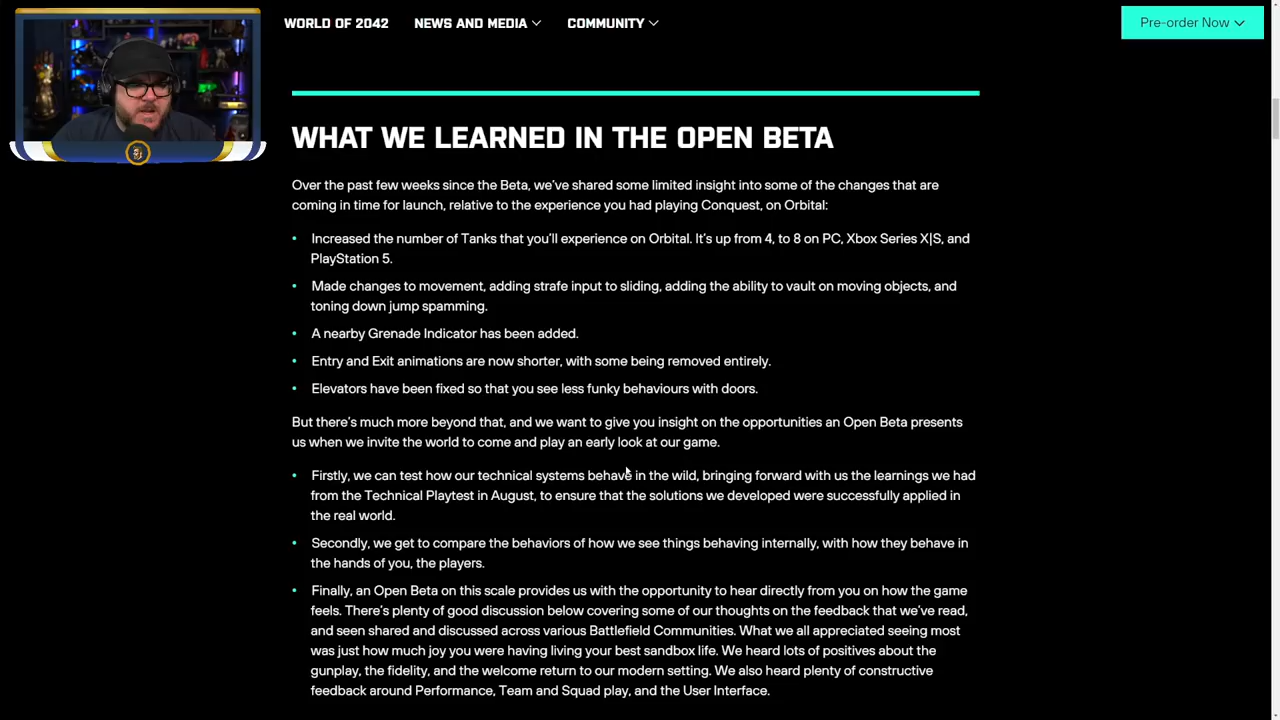 WORLD OF 2042 NEWS AND MEDIA COMMUNITY Pre-order Now
WHAT WE LEARNED IN THE OPEN BETA
Over the past few weeks since the Beta, we've shared some limited insight into some of the changes that are
coming in time for launch, relative to the experience you had playing Conquest, on Orbital:
• Increased the number of Tanks that you'll experience on Orbital. It's up from 4, to 8 on PC, Xbox Series X|S, and
PlayStation 5.
• Made changes to movement, adding strafe input to sliding, adding the ability to vault on moving objects, and
toning down jump spamming.
• A nearby Grenade Indicator has been added.
• Entry and Exit animations are now shorter, with some being removed entirely.
• Elevators have been fixed so that you see less funky behaviours with doors.
But there's much more beyond that, and we want to give you insight on the opportunities an Open Beta presents
us when we invite the world to come and play an early look at our game.
• Firstly, we can test how our technical systems behave in the wild, bringing forward with us the learnings we had
from the Technical Playtest in August, to ensure that the solutions we developed were successfully applied in
the real world.
• Secondly, we get to compare the behaviors of how we see things behaving internally, with how they behave in
the hands of you, the players.
• Finally, an Open Beta on this scale provides us with the opportunity to hear directly from you on how the game
feels. There's plenty of good discussion below covering some of our thoughts on the feedback that we've read,
and seen shared and discussed across various Battlefield Communities. What we all appreciated seeing most
was just how much joy you were having living your best sandbox life. We heard lots of positives about the
gunplay, the fidelity, and the welcome return to our modern setting. We also heard plenty of constructive
feedback around Performance, Team and Squad play, and the User Interface.